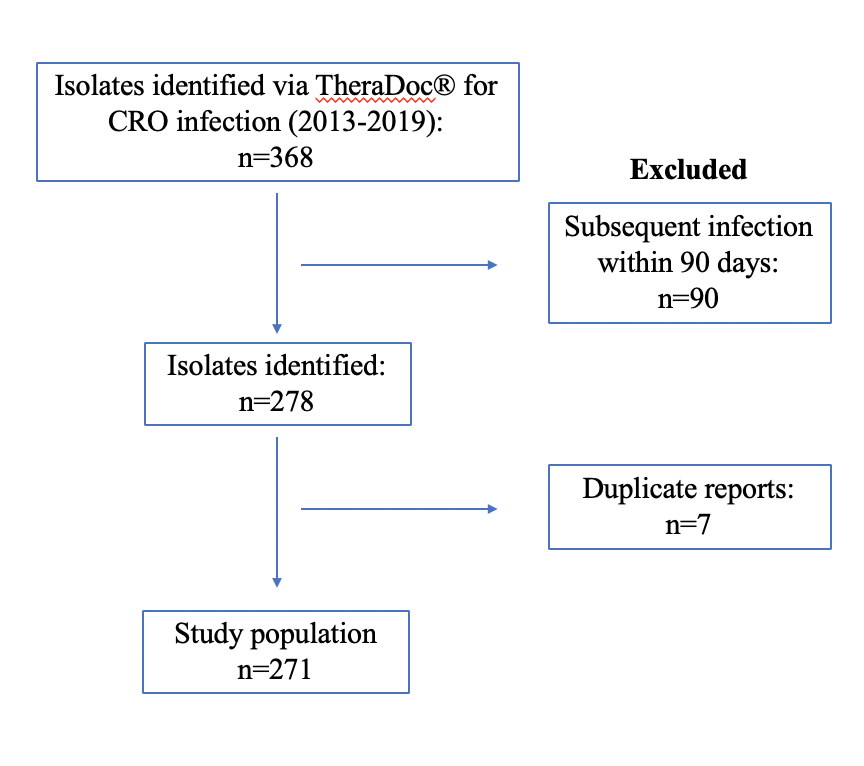 Isolates identified via TheraDoc® for
CRO infection (2013-2019):
n=368
Excluded
Subsequent infection
within 90 days:
n=90
Isolates identified:
n=278
Duplicate reports:
n=7
Study population
n=271